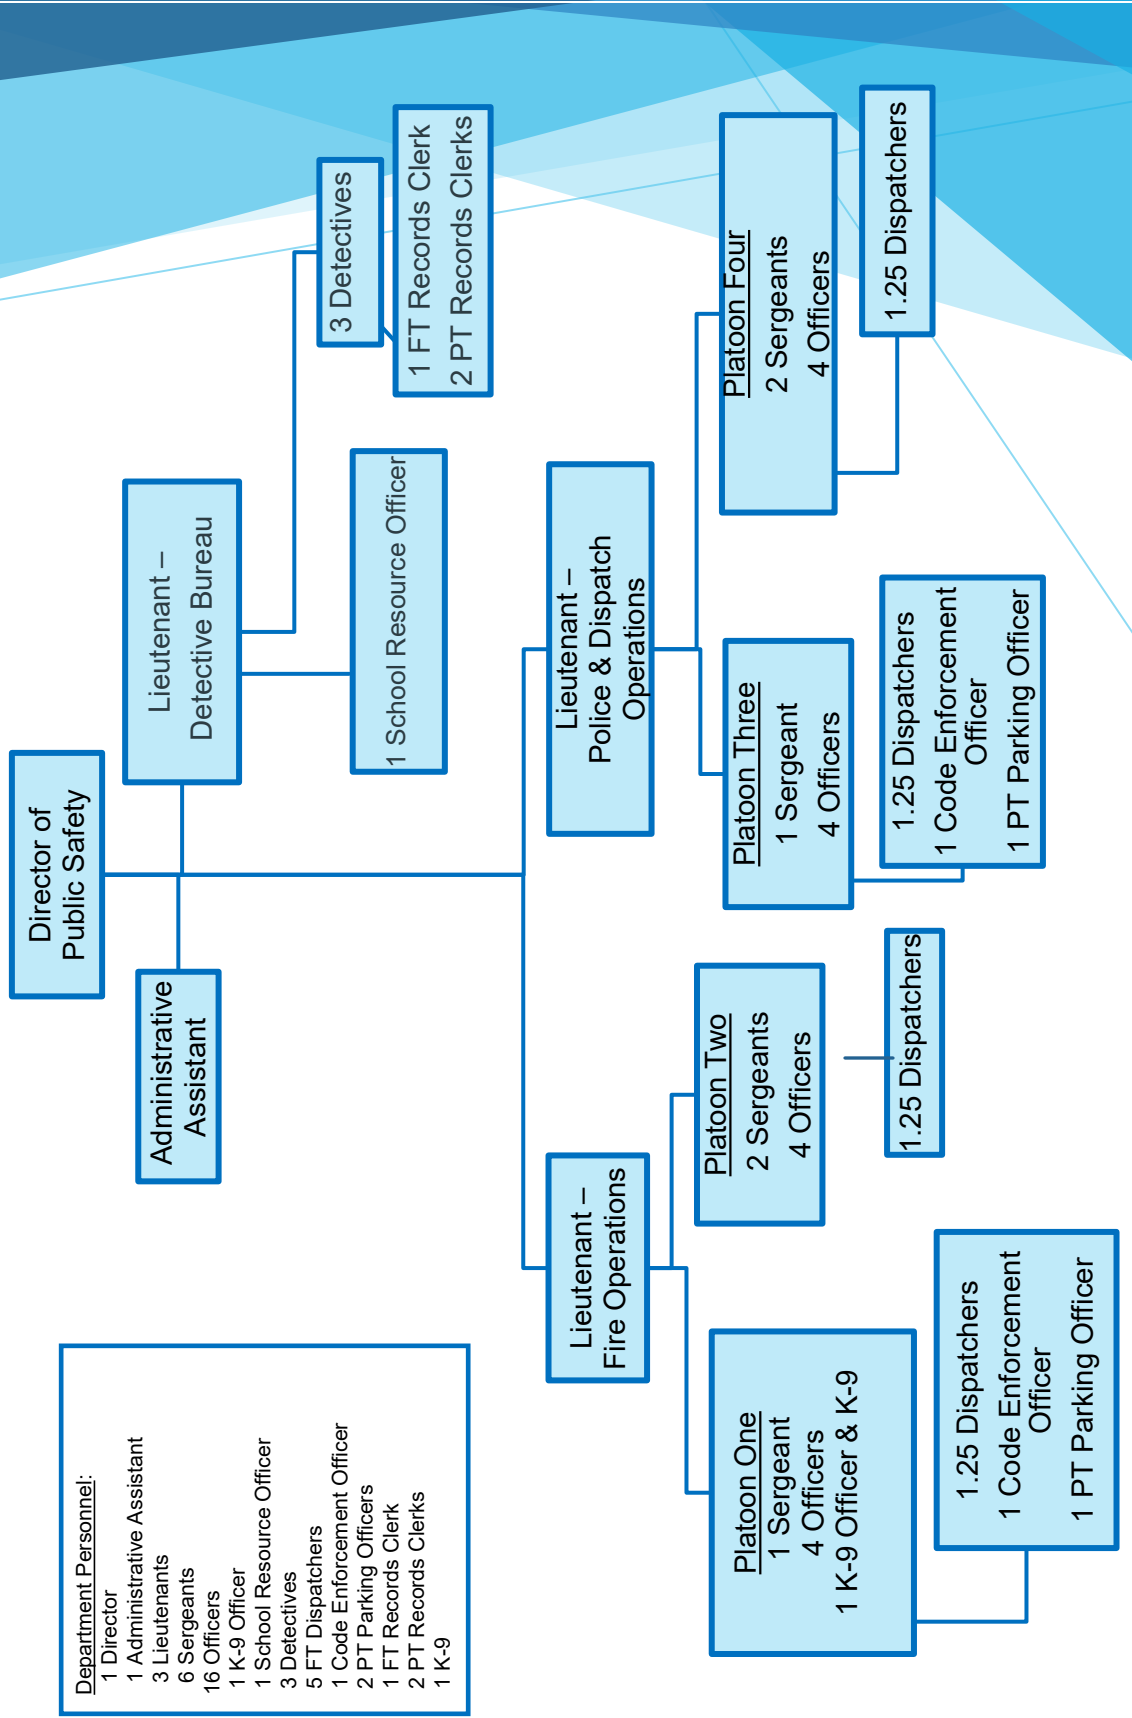 Director of
Public Safety
Administrative
Assistant
Lieutenant –
Detective Bureau
3 Detectives
1 FT Records Clerk
2 PT Records Clerks
1 School Resource Officer
Department Personnel:
1 Director
1 Administrative Assistant
3 Lieutenants
6 Sergeants
16 Officers
1 K-9 Officer
1 School Resource Officer
3 Detectives
5 FT Dispatchers
1 Code Enforcement Officer
2 PT Parking Officers
1 FT Records Clerk
2 PT Records Clerks
1 K-9
Lieutenant –
Fire Operations
Lieutenant –
Police & Dispatch
Operations
Platoon One
1 Sergeant
4 Officers
1 K-9 Officer & K-9
Platoon Two
2 Sergeants
4 Officers
Platoon Three
1 Sergeant
4 Officers
Platoon Four
2 Sergeants
4 Officers
1.25 Dispatchers
1 Code Enforcement
Officer
1 PT Parking Officer
1.25 Dispatchers
1.25 Dispatchers
1 Code Enforcement
Officer
1 PT Parking Officer
1.25 Dispatchers